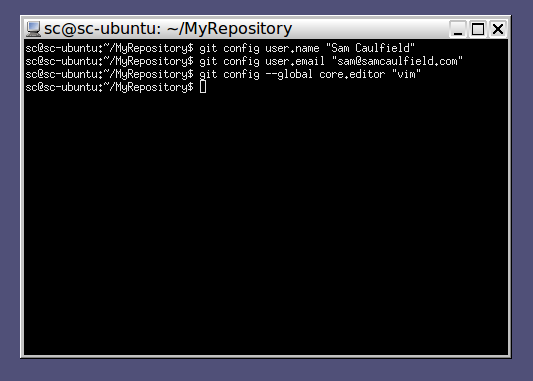 sc@sc-ubuntu: ~/MyRepository
sc@sc-ubuntu:~/MyRepository$ git config user.name "Sam Caulfield"
sc@sc-ubuntu:~/MyRepository$ git config user.email "sam@samcaulfield.com"
sc@sc-ubuntu:~/MyRepository$ git config --global core.editor "vim"
sc@sc-ubuntu:~/MyRepository$